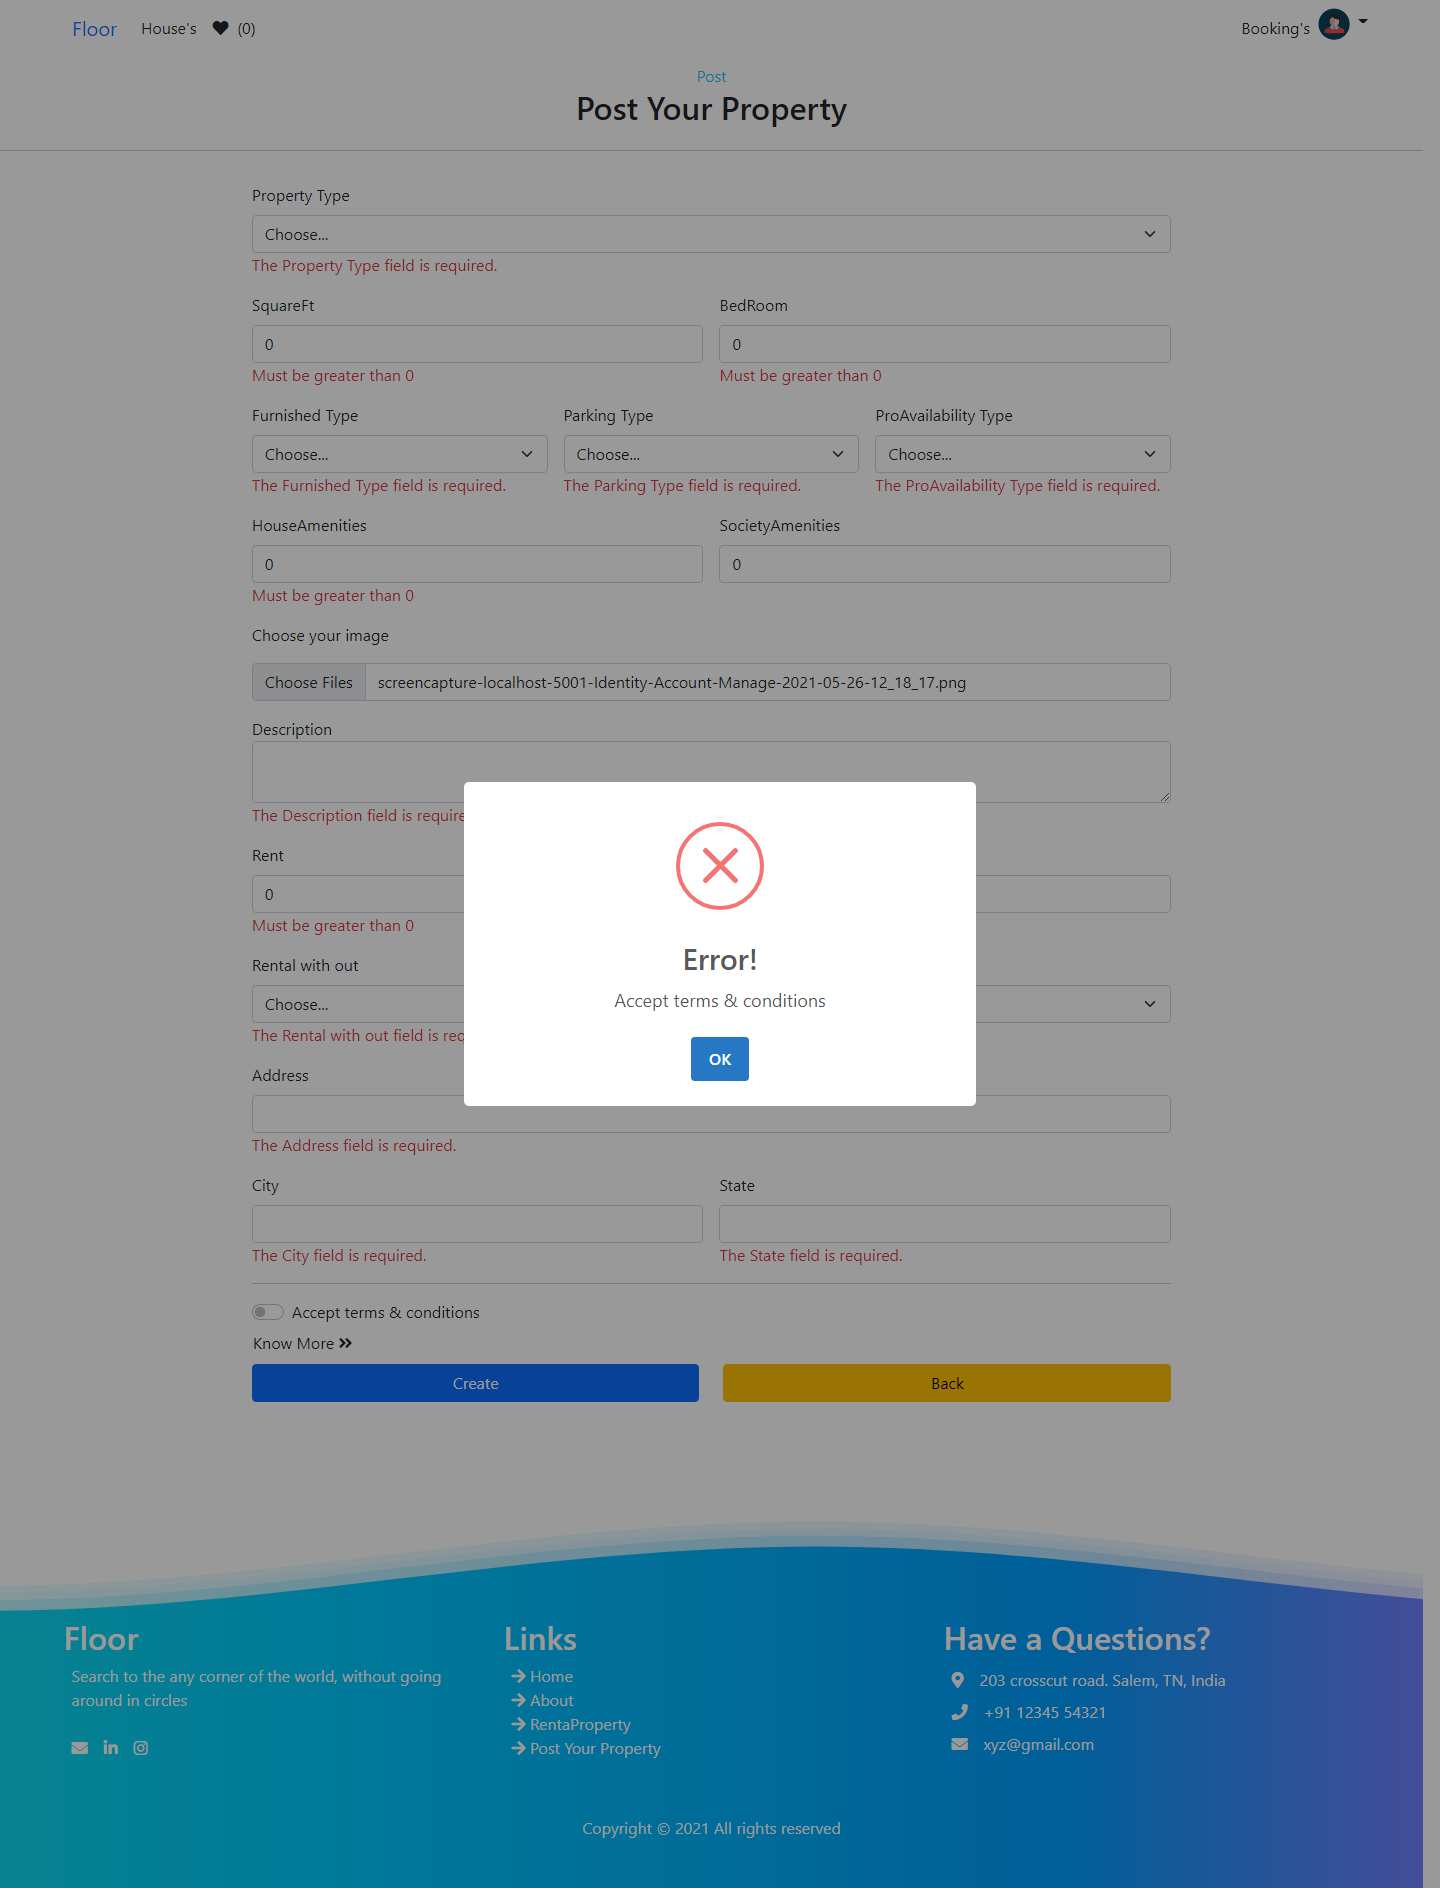 Floor House's (0) Booking's
Post
Post Your Property
Property Type
Choose...
The Property Type field is required.
SquareFt BedRoom
0 0
Must be greater than 0 Must be greater than 0
Furnished Type Parking Type ProAvailability Type
Choose... Choose... Choose...
The Furnished Type field is required. The Parking Type field is required. The ProAvailability Type field is required.
HouseAmenities SocietyAmenities
0 0
Must be greater than 0
Choose your image
Choose Files screencapture-localhost-5001-Identity-Account-Manage-2021-05-26-12_18_17.png
Description
The Description field is require
Rent
0
Must be greater than 0
Rental with out
Choose...
The Rental with out field is req
Error!
Accept terms & conditions
OK
Address
The Address field is required.
City State
The City field is required. The State field is required.
Accept terms & conditions
Know More
Create Back
Floor
Search to the any corner of the world, without going
around in circles
Links
Home
About
RentaProperty
Post Your Property
Have a Questions?
203 crosscut road. Salem, TN, India
+91 12345 54321
xyz@gmail.com
Copyright © 2021 All rights reserved